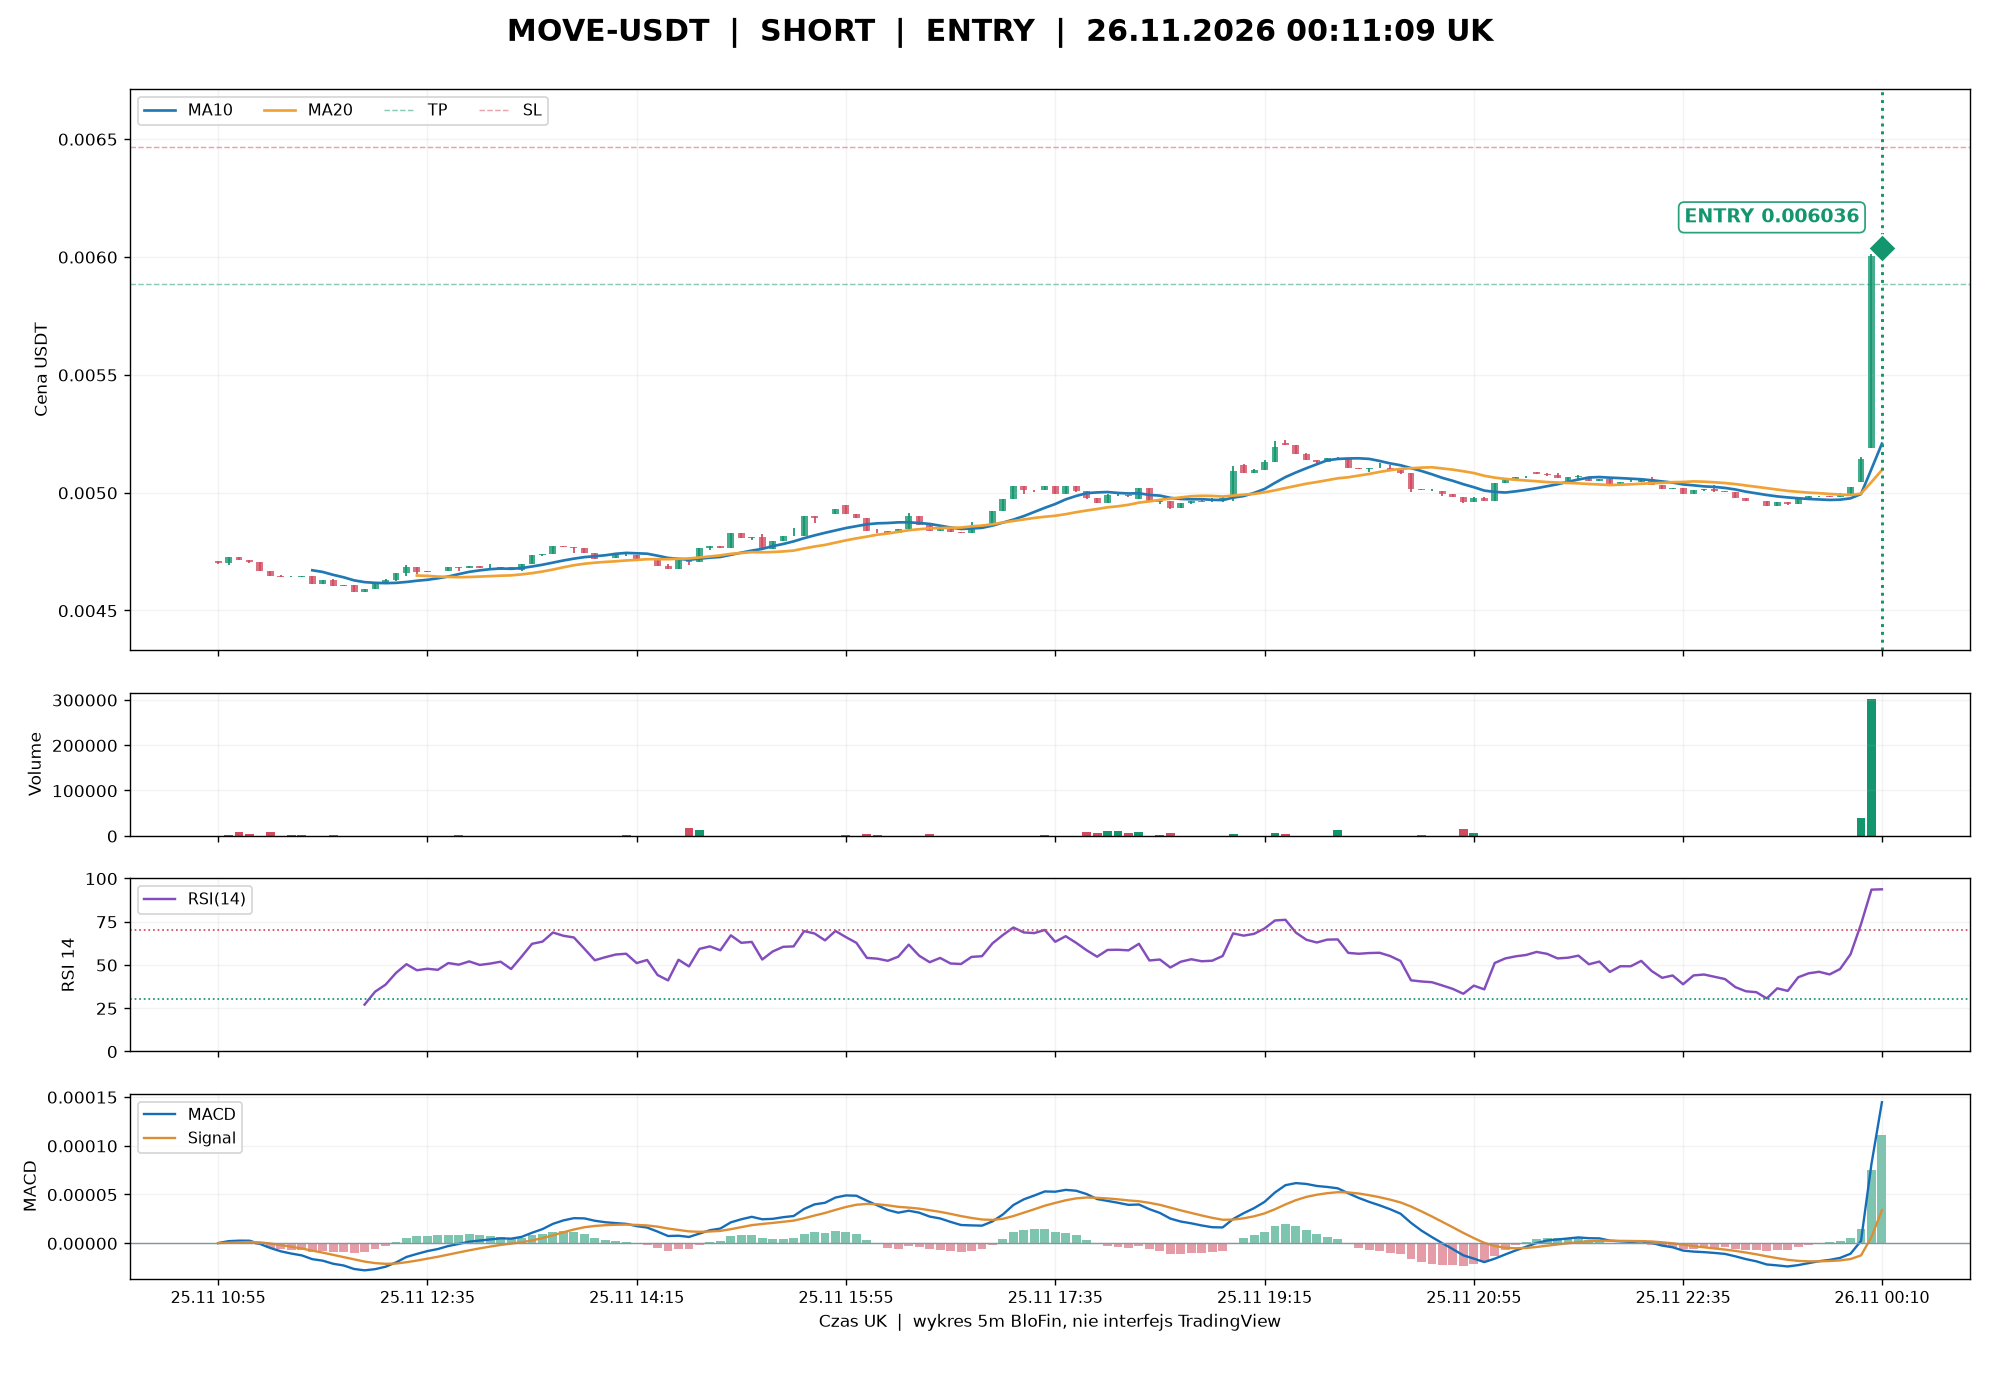 MOVE-USDT | SHORT | ENTRY | 26.11.2026 00:11:09 UK
MA10 MA20 TP SL
0.0065
0.0060
0.0055
0.0050
0.0045
Cena USDT
ENTRY 0.006036
300000
200000
100000
0
Volume
RSI(14)
100
75
50
25
0
RSI 14
MACD
Signal
0.00015
0.00010
0.00005
0.00000
MACD
25.11 10:55 25.11 12:35 25.11 14:15 25.11 15:55 25.11 17:35 25.11 19:15 25.11 20:55 25.11 22:35 26.11 00:10
Czas UK | wykres 5m BloFin, nie interfejs TradingView